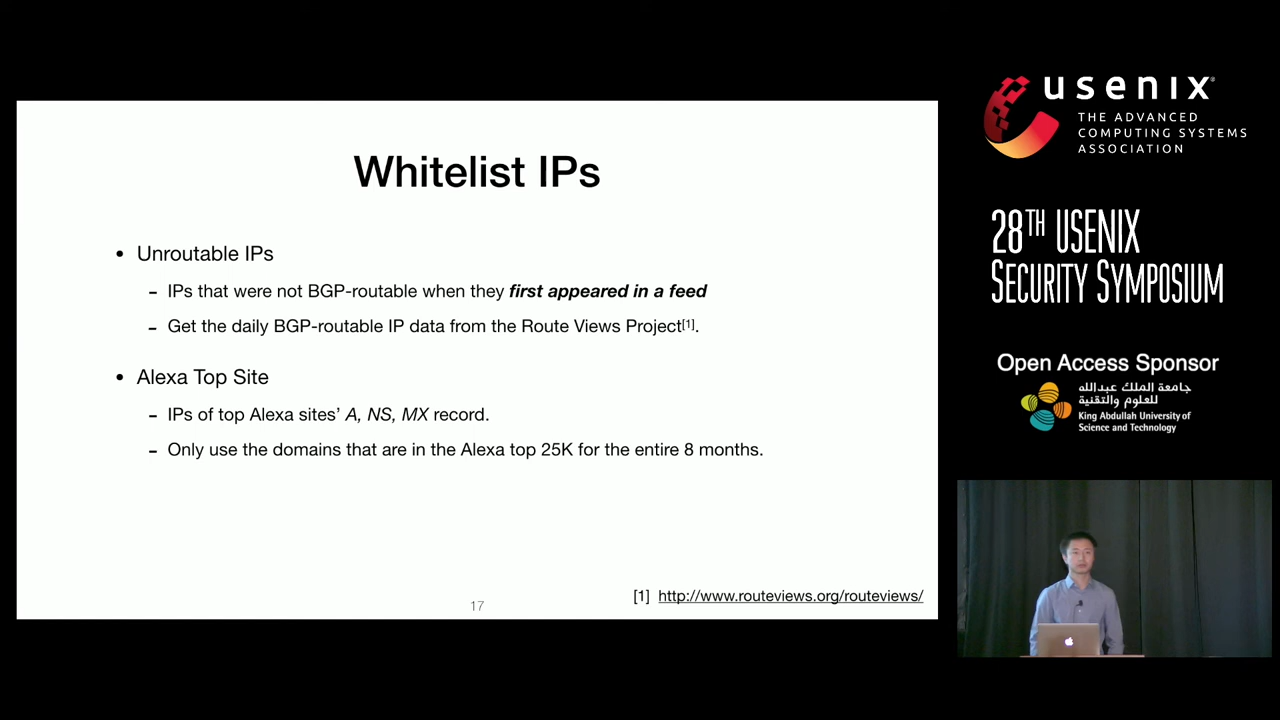 Whitelist IPs
• Unroutable IPs
– IPs that were not BGP-routable when they first appeared in a feed
– Get the daily BGP-routable IP data from the Route Views Project[1].
• Alexa Top Site
– IPs of top Alexa sites’ A, NS, MX record.
– Only use the domains that are in the Alexa top 25K for the entire 8 months.
17
[1] http://www.routeviews.org/routeviews/
usenix®
THE ADVANCED
COMPUTING SYSTEMS
ASSOCIATION
28TH USENIX
SECURITY SYMPOSIUM
Open Access Sponsor
جامعة الملك عبدالله
للعلوم والتقنية
King Abdullah University of
Science and Technology